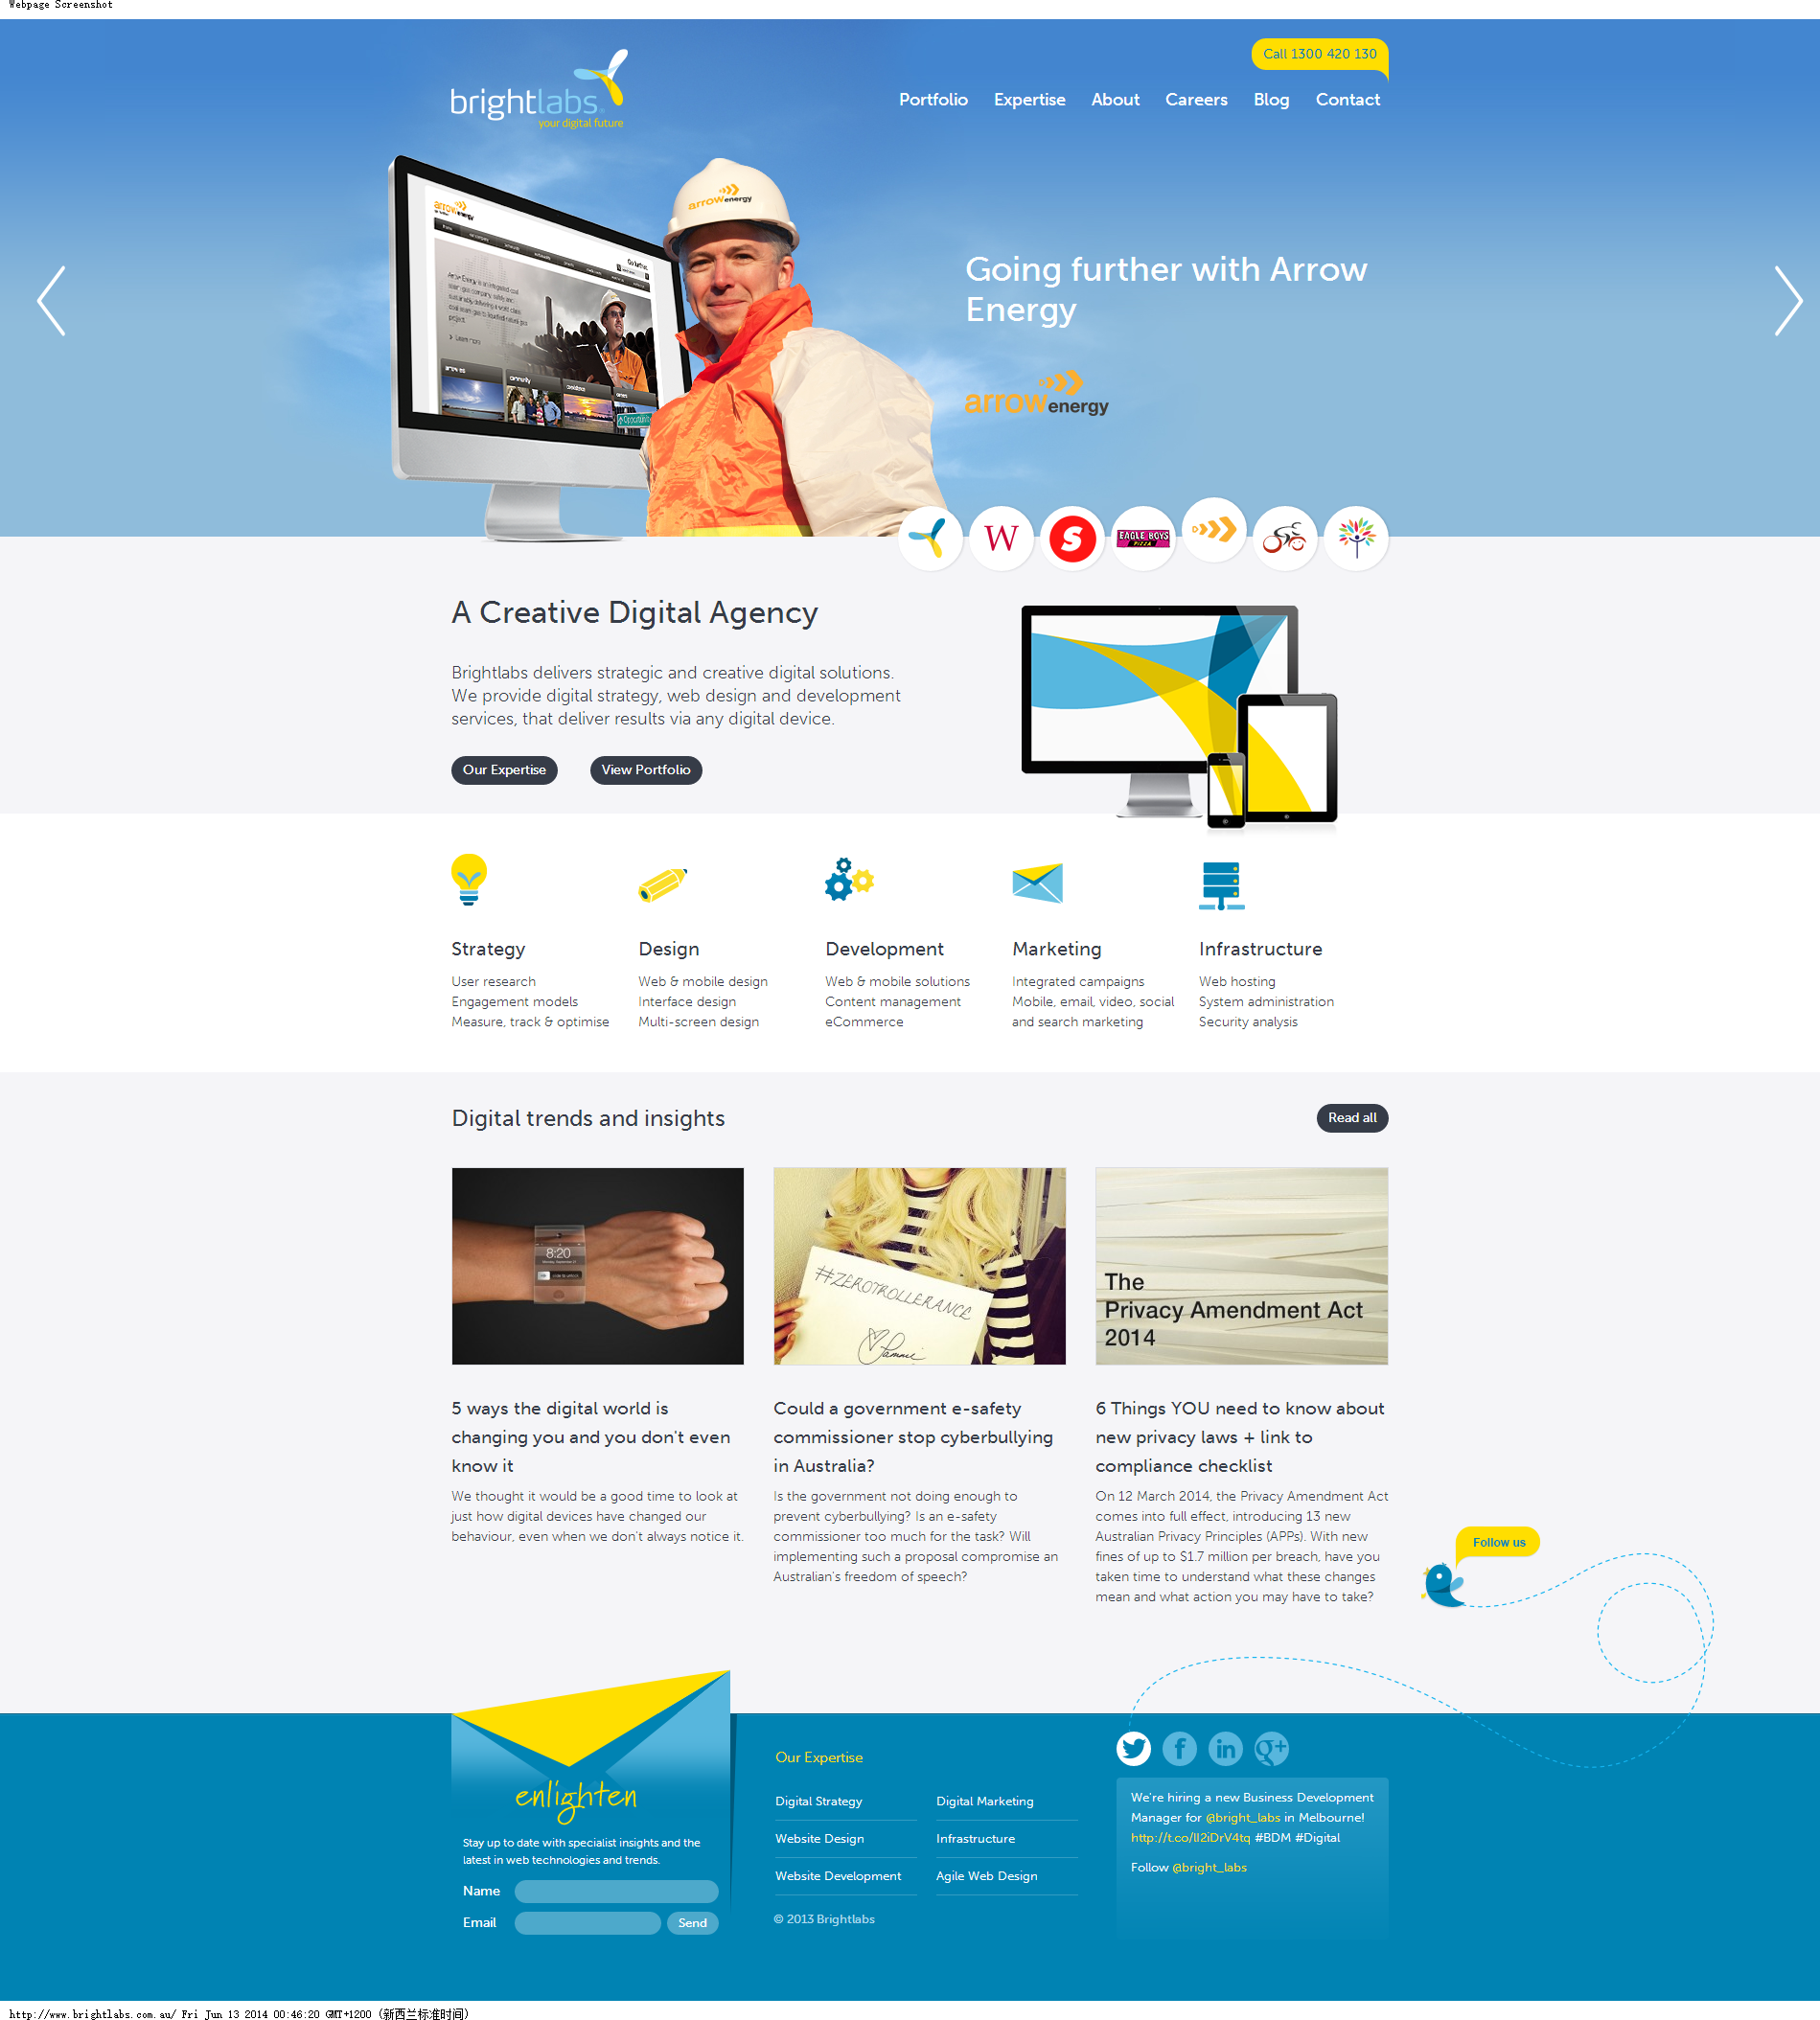 Webpage Screenshot
Call 1300 420 130
brightlabs
your digital future
Portfolio Expertise About Careers Blog Contact
arrowenergy
arrowenergy
Going further with Arrow
Energy
arrowenergy
W
S
EAGLE BOYS
PIZZA
A Creative Digital Agency
Brightlabs delivers strategic and creative digital solutions.
We provide digital strategy, web design and development
services, that deliver results via any digital device.
Our Expertise View Portfolio
Strategy
User research
Engagement models
Measure, track & optimise
Design
Web & mobile design
Interface design
Multi-screen design
Development
Web & mobile solutions
Content management
eCommerce
Marketing
Integrated campaigns
Mobile, email, video, social
and search marketing
Infrastructure
Web hosting
System administration
Security analysis
Digital trends and insights
Read all
8:20
#ZEROTROLLERANCE
Pammie
The
Privacy Amendment Act
2014
5 ways the digital world is
changing you and you don't even
know it
We thought it would be a good time to look at
just how digital devices have changed our
behaviour, even when we don't always notice it.
Could a government e-safety
commissioner stop cyberbullying
in Australia?
Is the government not doing enough to
prevent cyberbullying? Is an e-safety
commissioner too much for the task? Will
implementing such a proposal compromise an
Australian's freedom of speech?
6 Things YOU need to know about
new privacy laws + link to
compliance checklist
On 12 March 2014, the Privacy Amendment Act
comes into full effect, introducing 13 new
Australian Privacy Principles (APPs). With new
fines of up to $1.7 million per breach, have you
taken time to understand what these changes
mean and what action you may have to take?
Follow us
enlighten
Stay up to date with specialist insights and the
latest in web technologies and trends.
Name
Email
Send
Our Expertise
Digital Strategy
Website Design
Website Development
Digital Marketing
Infrastructure
Agile Web Design
© 2013 Brightlabs
We're hiring a new Business Development
Manager for @bright_labs in Melbourne!
http://t.co/lI2iDrV4tq #BDM #Digital
Follow @bright_labs
http://www.brightlabs.com.au/ Fri Jun 13 2014 00:46:20 GMT+1200 (新西兰标准时间)